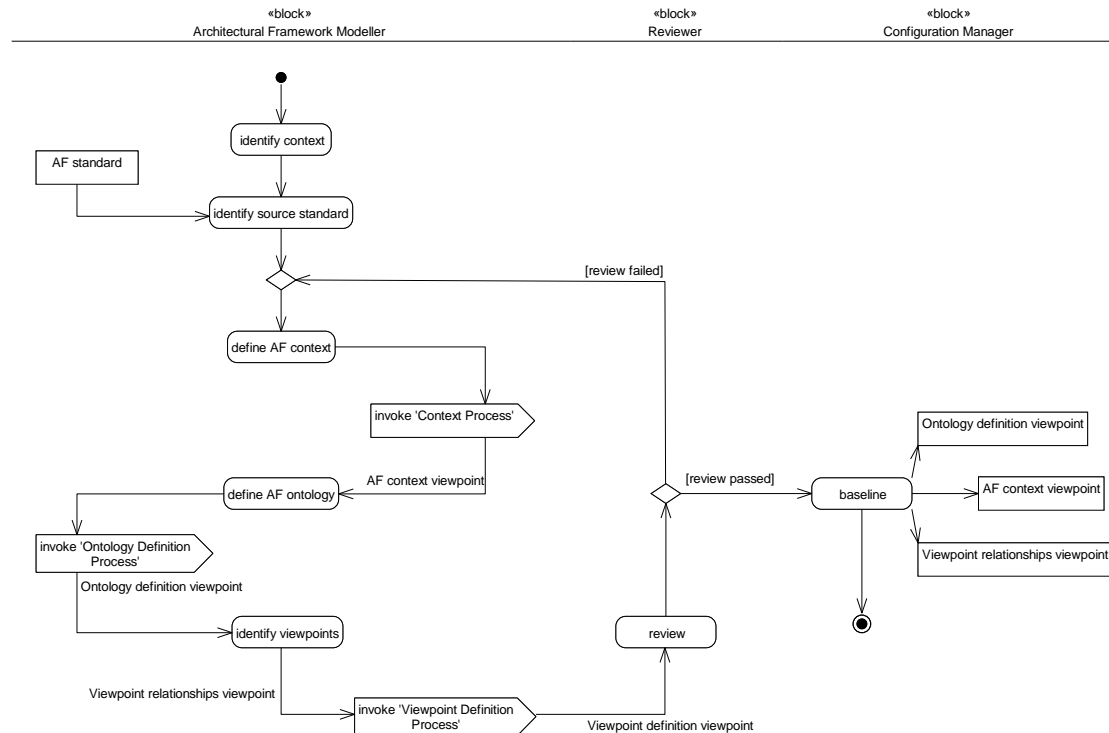 «block»
Architectural Framework Modeller
«block»
Reviewer
«block»
Configuration Manager
identify context
AF standard
identify source standard
[review failed]
define AF context
invoke 'Context Process'
Ontology definition viewpoint
AF context viewpoint
define AF ontology
[review passed]
baseline
AF context viewpoint
invoke 'Ontology Definition
Process'
Viewpoint relationships viewpoint
Ontology definition viewpoint
identify viewpoints
review
Viewpoint relationships viewpoint
invoke 'Viewpoint Definition
Process'
Viewpoint definition viewpoint